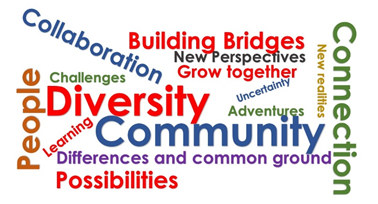 Collaboration
Building Bridges
New Perspectives
Grow together
Challenges
Uncertainty
New realities
Connection
People
Diversity
Adventures
Learning
Community
Differences and common ground
Possibilities